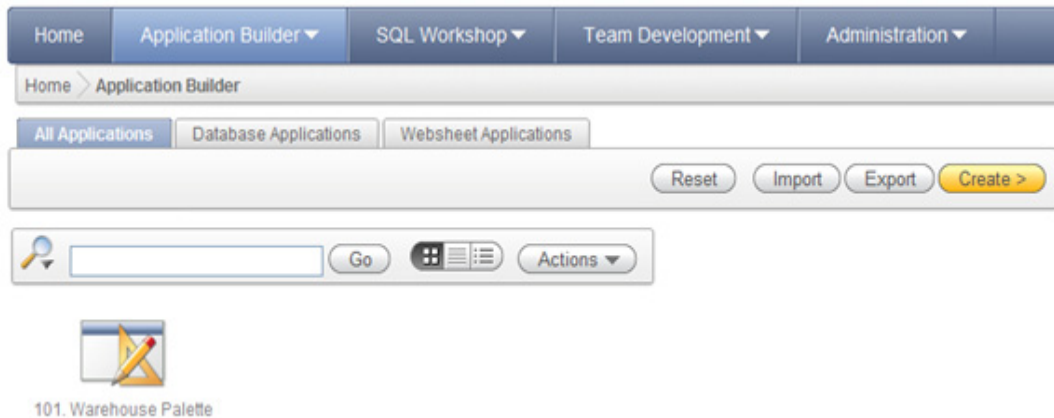 Home Application Builder SQL Workshop Team Development Administration
Home Application Builder
All Applications Database Applications Websheet Applications
Reset Import Export Create >
Go Actions
101. Warehouse Palette